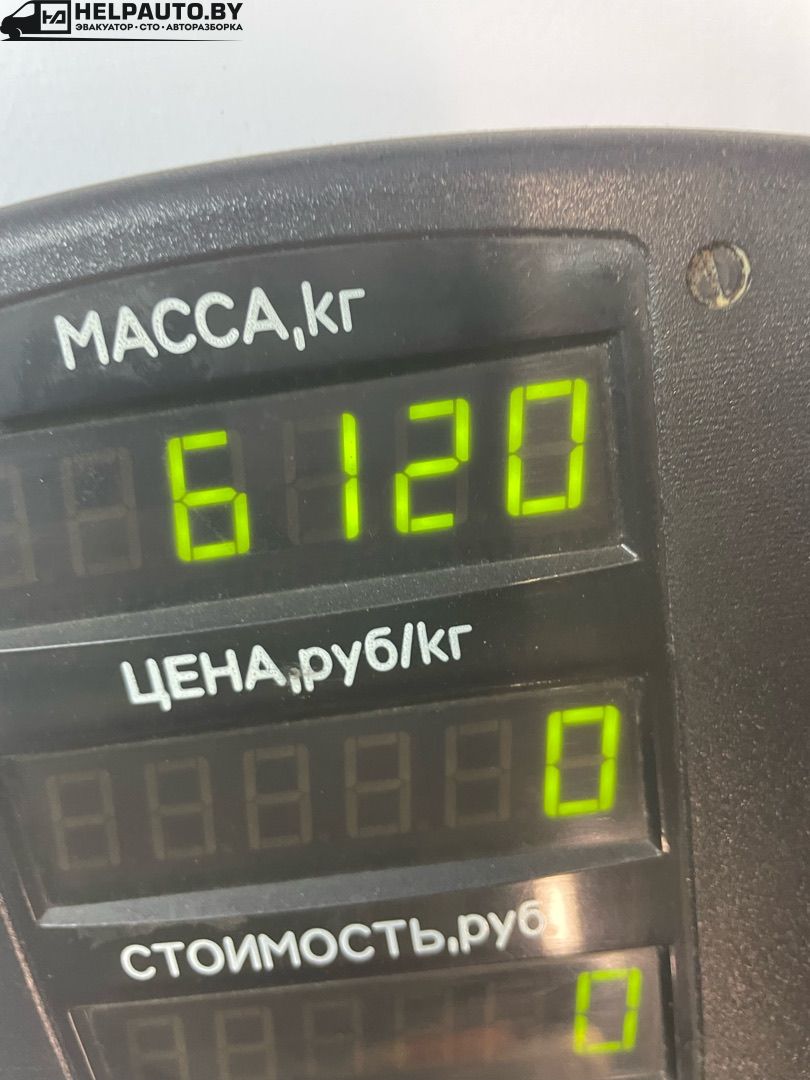 HELPAUTO.BY
ЭВАКУАТОР • СТО • АВТОРАЗБОРКА
МАССА,кг
6120
ЦЕНА,руб/кг
0
СТОИМОСТЬ,руб
0